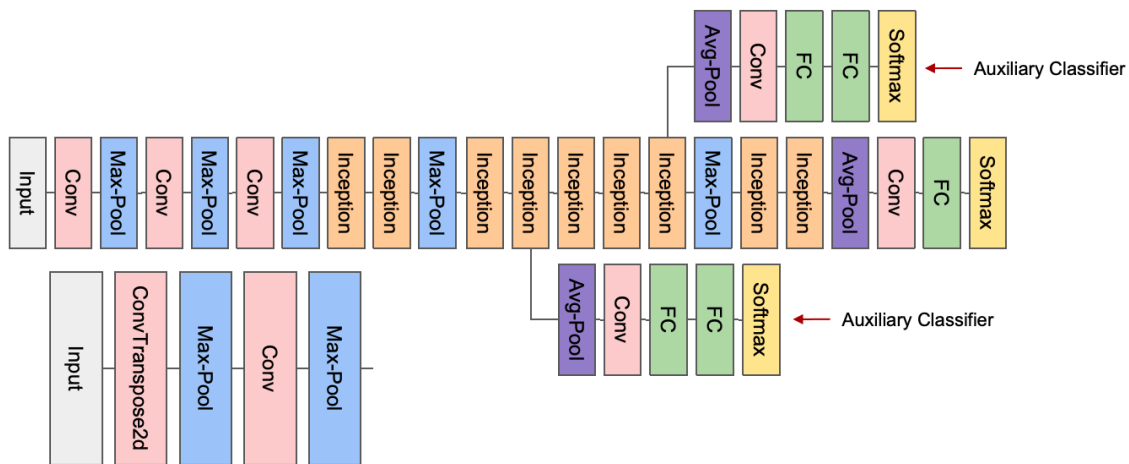 Avg-Pool
Conv
FC
FC
Softmax
Auxiliary Classifier
Input
Conv
Max-Pool
Conv
Max-Pool
Conv
Max-Pool
Inception
Inception
Max-Pool
Inception
Inception
Inception
Inception
Inception
Max-Pool
Inception
Inception
Avg-Pool
Conv
FC
Softmax
Avg-Pool
Conv
FC
FC
Softmax
Auxiliary Classifier
Input
ConvTranspose2d
Max-Pool
Conv
Max-Pool